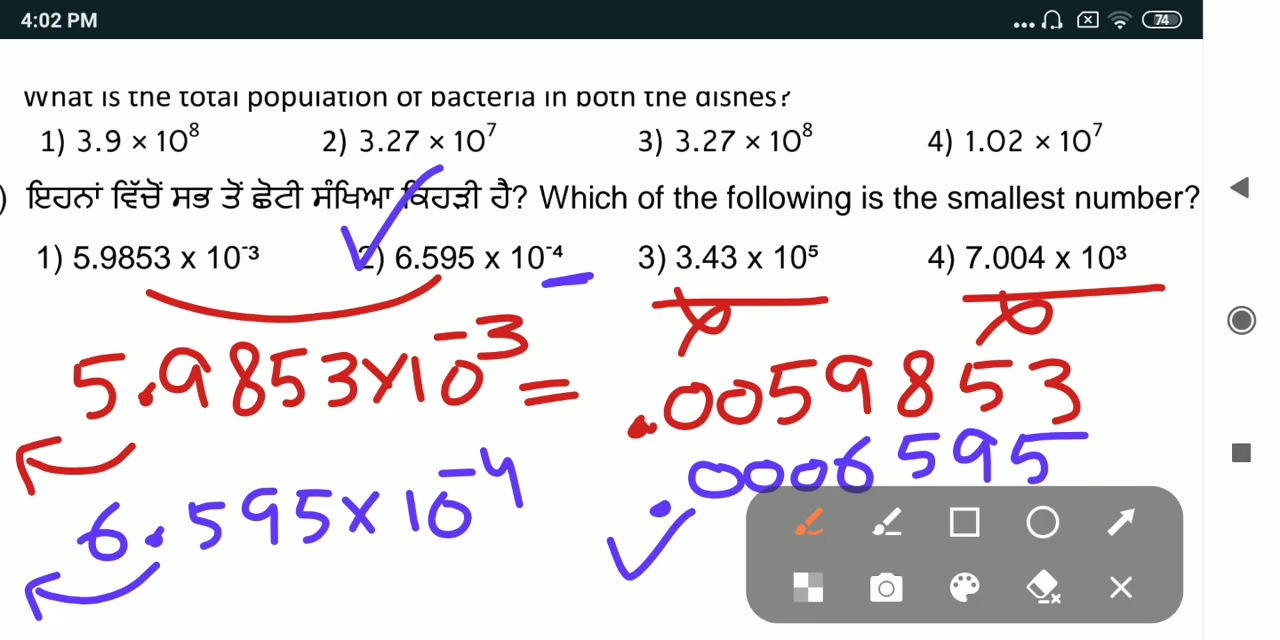 4:02 PM
74
What is the total population of bacteria in both the dishes?
1) 3.9 × 10⁸ 2) 3.27 × 10⁷ 3) 3.27 × 10⁸ 4) 1.02 × 10⁷
) ਇਹਨਾਂ ਵਿੱਚੋਂ ਸਭ ਤੋਂ ਛੋਟੀ ਸੰਖਿਆ ਕਿਹੜੀ ਹੈ? Which of the following is the smallest number?
1) 5.9853 x 10⁻³ 2) 6.595 x 10⁻⁴ 3) 3.43 x 10⁵ 4) 7.004 x 10³
5.9853×10⁻³ = .0059853
6.595×10⁻⁴ .0006595